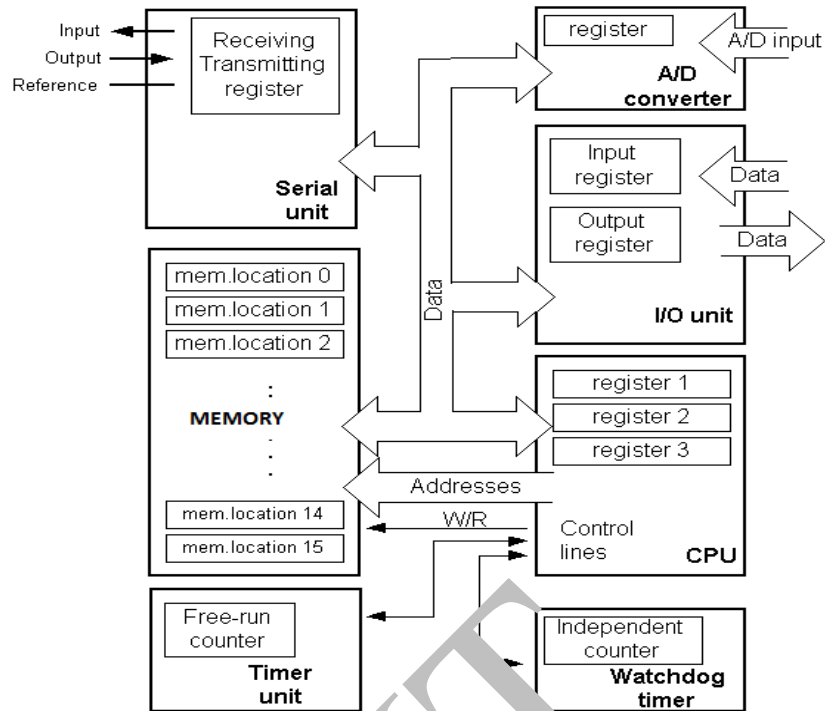 Input
Output
Reference
Receiving
Transmitting
register
Serial
unit
register
A/D input
A/D
converter
Input
register
Data
Output
register
Data
I/O unit
Data
mem.location 0
mem.location 1
mem.location 2
MEMORY
mem.location 14
mem.location 15
register 1
register 2
register 3
Addresses
W/R
Control
lines
CPU
Free-run
counter
Timer
unit
Independent
counter
Watchdog
timer